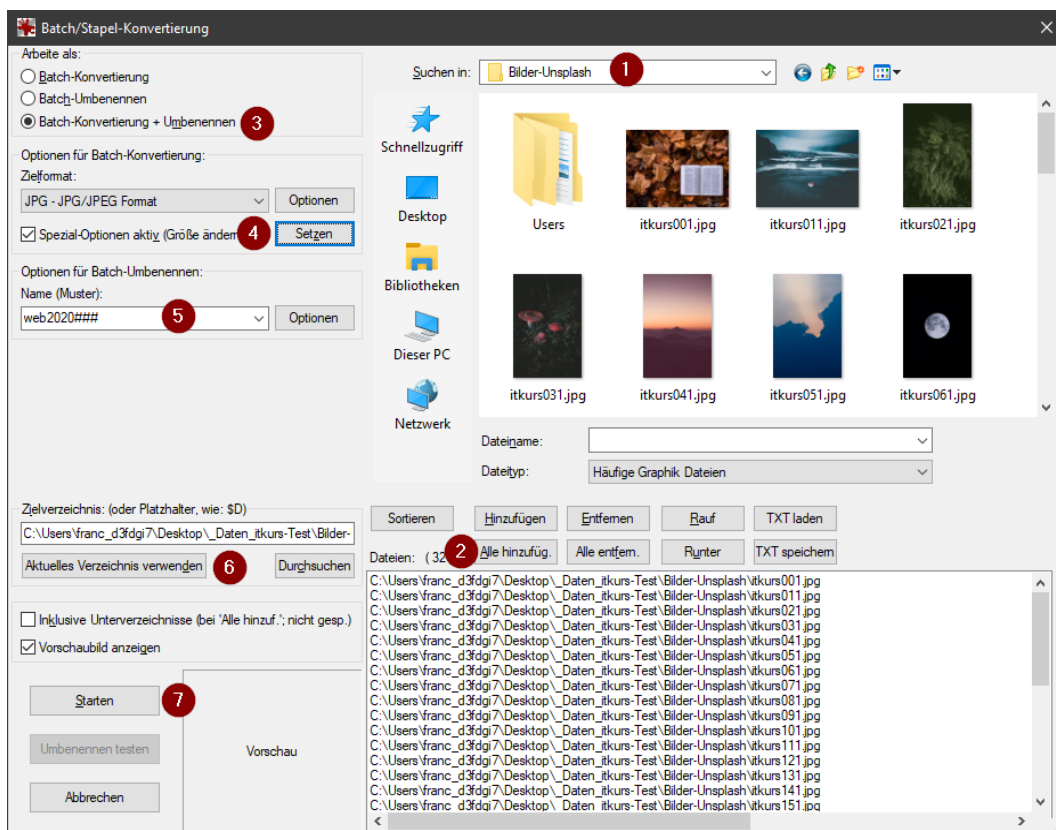 Batch/Stapel-Konvertierung
Arbeite als:
Batch-Konvertierung
Batch-Umbenennen
Batch-Konvertierung + Umbenennen
3
Optionen für Batch-Konvertierung:
Zielformat:
JPG - JPG/JPEG Format
Optionen
Spezial-Optionen aktiv (Größe ändern
4
Setzen
Optionen für Batch-Umbenennen:
Name (Muster):
web2020###
5
Optionen
Suchen in:
Bilder-Unsplash
1
Schnellzugriff
Desktop
Bibliotheken
Dieser PC
Netzwerk
Users
itkurs001.jpg
itkurs011.jpg
itkurs021.jpg
itkurs031.jpg
itkurs041.jpg
itkurs051.jpg
itkurs061.jpg
Dateiname:
Dateityp:
Häufige Graphik Dateien
Zielverzeichnis: (oder Platzhalter, wie: $D)
C:\Users\franc_d3fdgi7\Desktop\_Daten_itkurs-Test\Bilder-
Aktuelles Verzeichnis verwenden
6
Durchsuchen
Inklusive Unterverzeichnisse (bei 'Alle hinzuf.'; nicht gesp.)
Vorschaubild anzeigen
Starten
7
Umbenennen testen
Abbrechen
Vorschau
Sortieren
Hinzufügen
Entfernen
Rauf
TXT laden
Dateien: ( 32
2
Alle hinzufüg.
Alle entfern.
Runter
TXT speichern
C:\Users\franc_d3fdgi7\Desktop\_Daten_itkurs-Test\Bilder-Unsplash\itkurs001.jpg
C:\Users\franc_d3fdgi7\Desktop\_Daten_itkurs-Test\Bilder-Unsplash\itkurs011.jpg
C:\Users\franc_d3fdgi7\Desktop\_Daten_itkurs-Test\Bilder-Unsplash\itkurs021.jpg
C:\Users\franc_d3fdgi7\Desktop\_Daten_itkurs-Test\Bilder-Unsplash\itkurs031.jpg
C:\Users\franc_d3fdgi7\Desktop\_Daten_itkurs-Test\Bilder-Unsplash\itkurs041.jpg
C:\Users\franc_d3fdgi7\Desktop\_Daten_itkurs-Test\Bilder-Unsplash\itkurs051.jpg
C:\Users\franc_d3fdgi7\Desktop\_Daten_itkurs-Test\Bilder-Unsplash\itkurs061.jpg
C:\Users\franc_d3fdgi7\Desktop\_Daten_itkurs-Test\Bilder-Unsplash\itkurs071.jpg
C:\Users\franc_d3fdgi7\Desktop\_Daten_itkurs-Test\Bilder-Unsplash\itkurs081.jpg
C:\Users\franc_d3fdgi7\Desktop\_Daten_itkurs-Test\Bilder-Unsplash\itkurs091.jpg
C:\Users\franc_d3fdgi7\Desktop\_Daten_itkurs-Test\Bilder-Unsplash\itkurs101.jpg
C:\Users\franc_d3fdgi7\Desktop\_Daten_itkurs-Test\Bilder-Unsplash\itkurs111.jpg
C:\Users\franc_d3fdgi7\Desktop\_Daten_itkurs-Test\Bilder-Unsplash\itkurs121.jpg
C:\Users\franc_d3fdgi7\Desktop\_Daten_itkurs-Test\Bilder-Unsplash\itkurs131.jpg
C:\Users\franc_d3fdgi7\Desktop\_Daten_itkurs-Test\Bilder-Unsplash\itkurs141.jpg
C:\Users\franc_d3fdgi7\Desktop\_Daten_itkurs-Test\Bilder-Unsplash\itkurs151.jpg